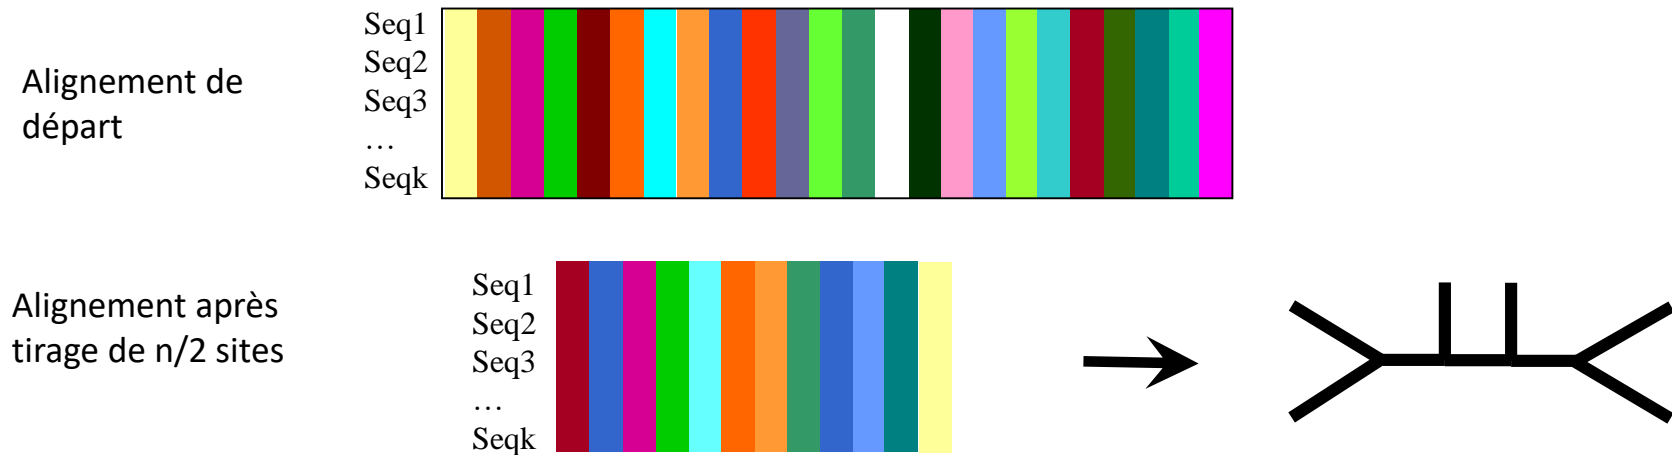 Alignement de
départ
Seq1
Seq2
Seq3
…
Seqk
Alignement après
tirage de n/2 sites
Seq1
Seq2
Seq3
…
Seqk